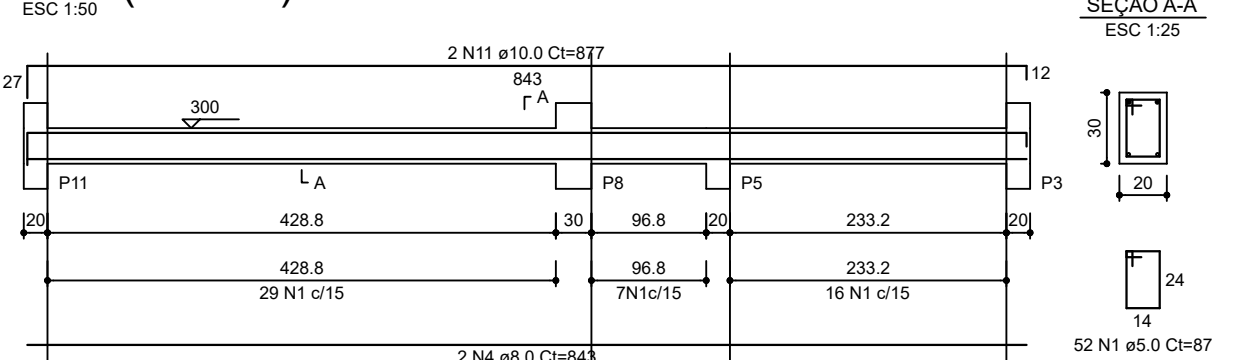 ESC 1:50
SEÇÃO A-A
ESC 1:25
2 N11 ø10.0 Ct=877
27
843
12
A
300
30
P11
A
P8
P5
P3
20
20
428.8
30
96.8
20
233.2
20
428.8
96.8
233.2
29 N1 c/15
7N1c/15
16 N1 c/15
24
14
52 N1 ø5.0 Ct=87
2 N4 ø8.0 Ct=843